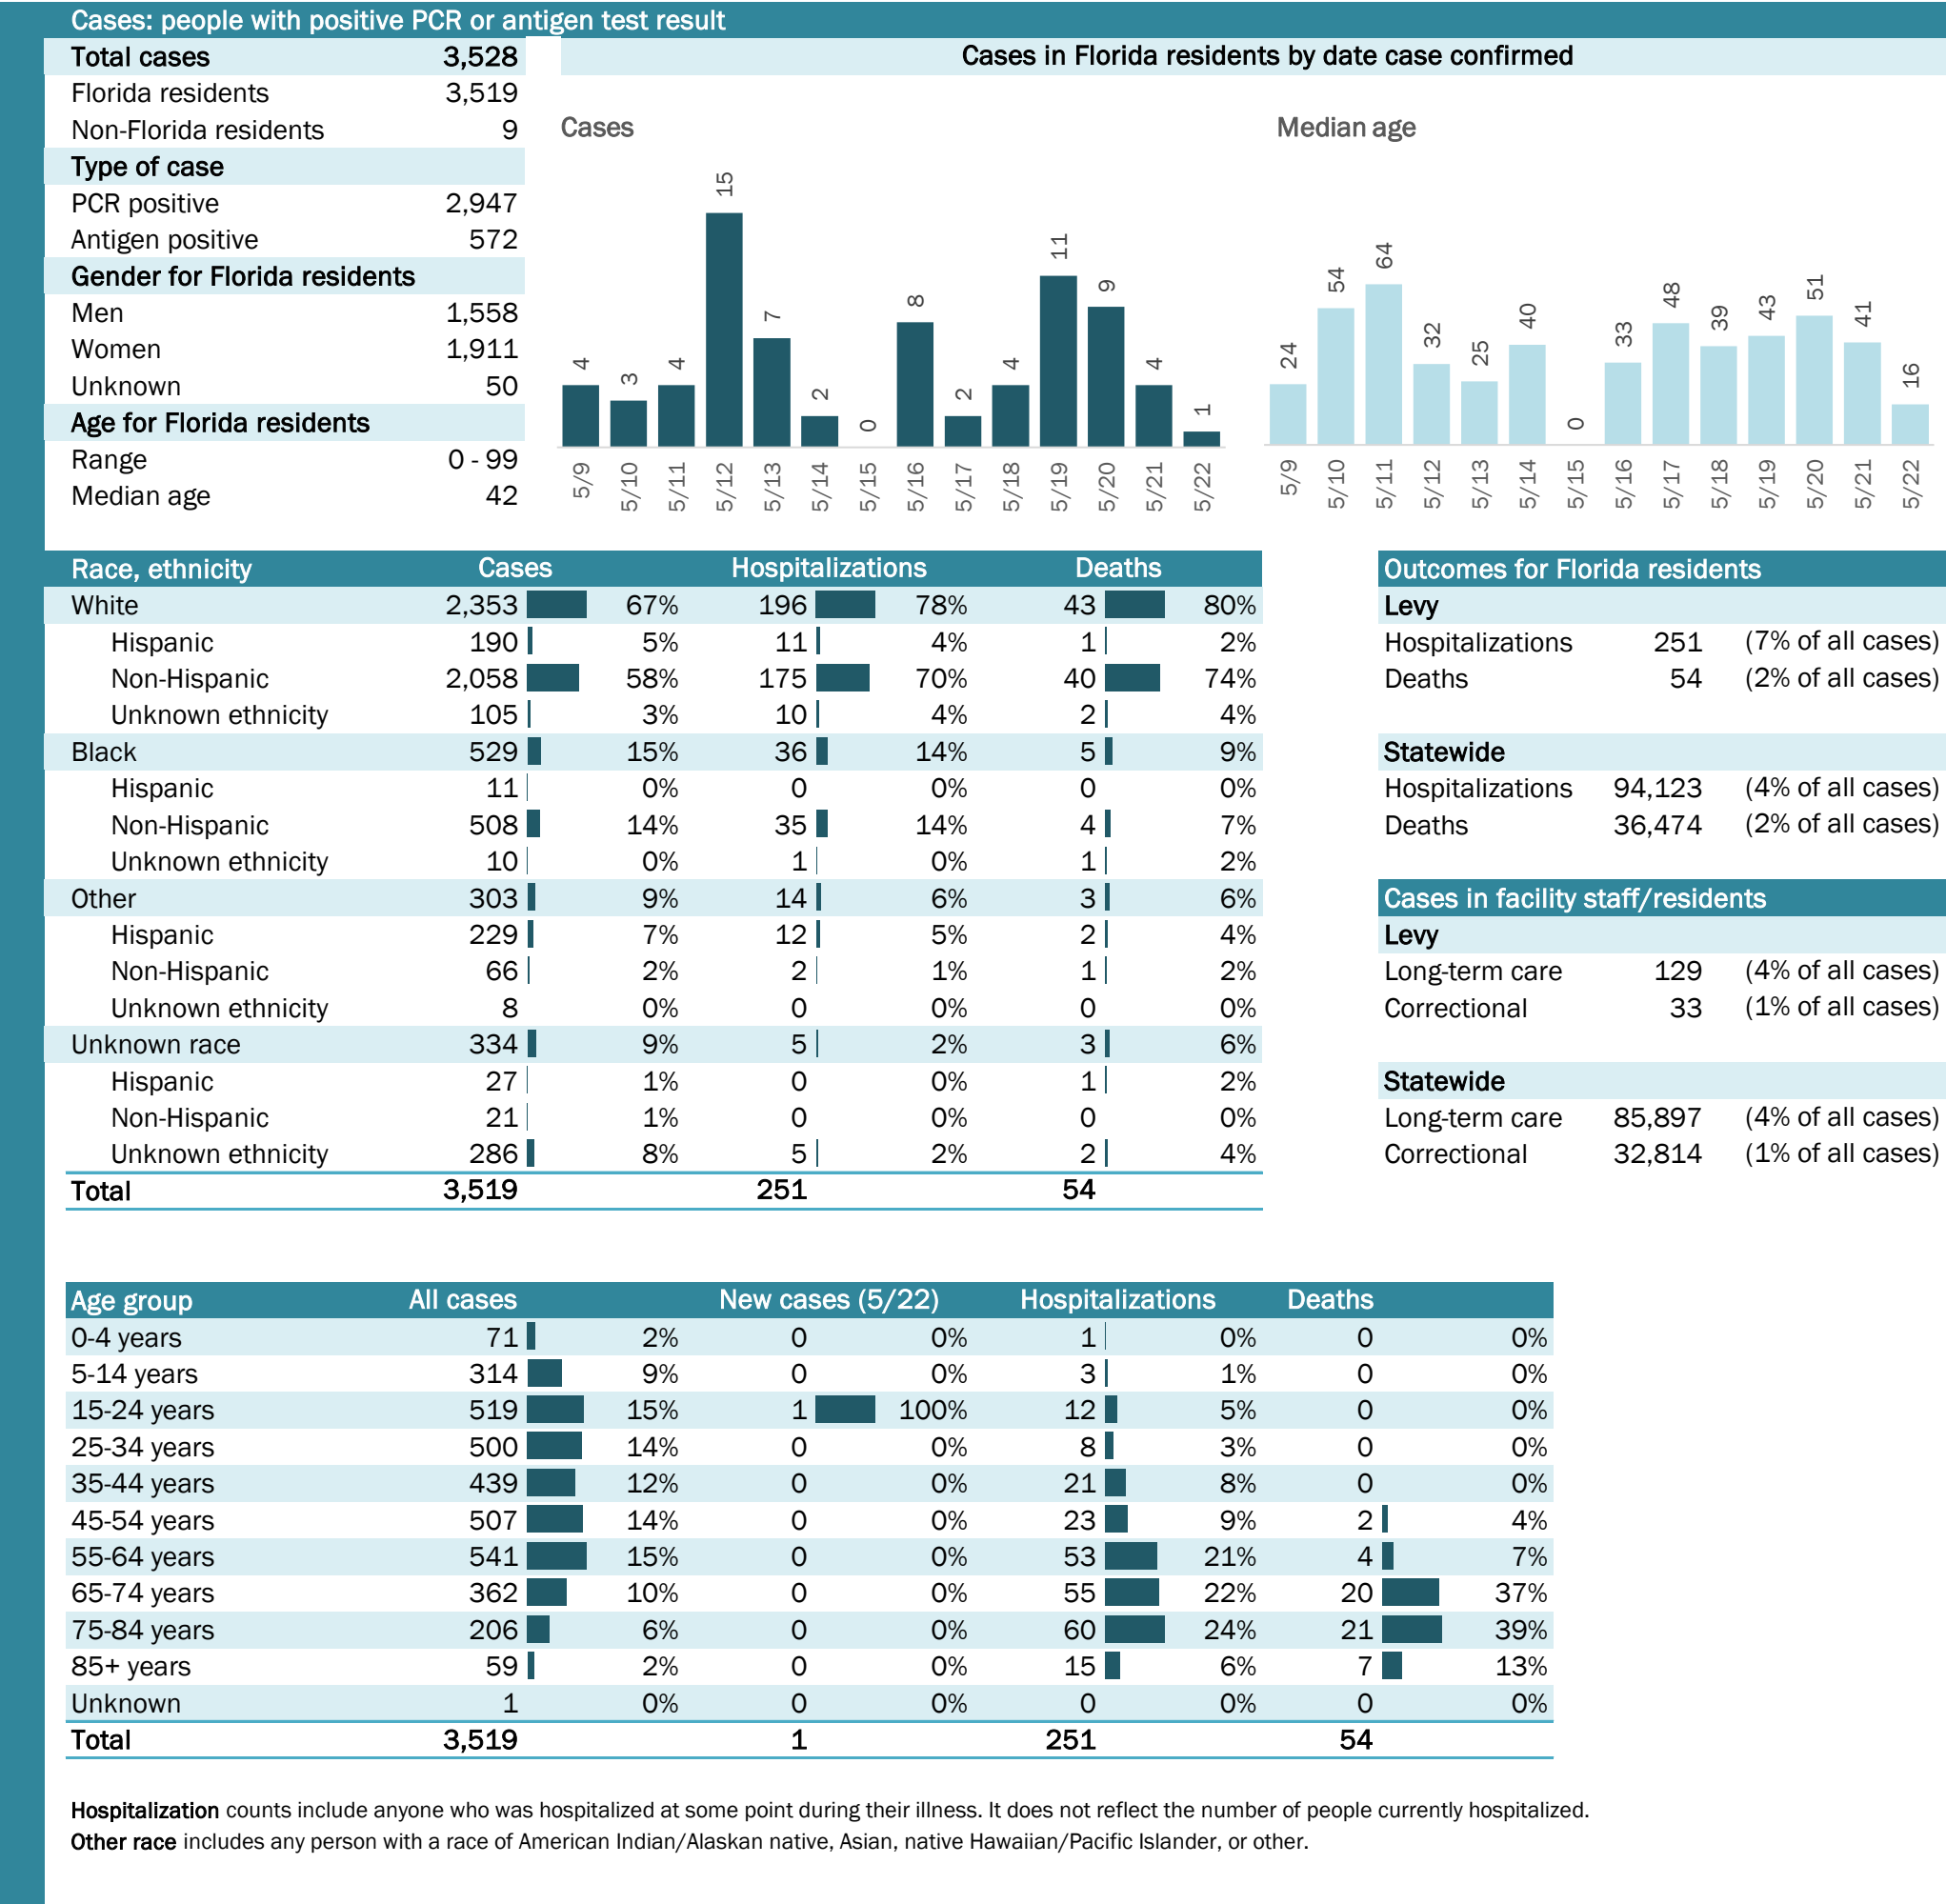 Cases: people with positive PCR or antigen test result
Total cases 3,528
Florida residents 3,519
Non-Florida residents 9
Type of case
PCR positive 2,947
Antigen positive 572
Gender for Florida residents
Men 1,558
Women 1,911
Unknown 50
Age for Florida residents
Range 0 - 99
Median age 42
Cases in Florida residents by date case confirmed
Cases
4 3 4 15 7 2 0 8 2 4 11 9 4 1
5/9 5/10 5/11 5/12 5/13 5/14 5/15 5/16 5/17 5/18 5/19 5/20 5/21 5/22
Median age
24 54 64 32 25 40 0 33 48 39 43 51 41 16
5/9 5/10 5/11 5/12 5/13 5/14 5/15 5/16 5/17 5/18 5/19 5/20 5/21 5/22
Race, ethnicity Cases Hospitalizations Deaths
White 2,353 67% 196 78% 43 80%
Hispanic 190 5% 11 4% 1 2%
Non-Hispanic 2,058 58% 175 70% 40 74%
Unknown ethnicity 105 3% 10 4% 2 4%
Black 529 15% 36 14% 5 9%
Hispanic 11 0% 0 0% 0 0%
Non-Hispanic 508 14% 35 14% 4 7%
Unknown ethnicity 10 0% 1 0% 1 2%
Other 303 9% 14 6% 3 6%
Hispanic 229 7% 12 5% 2 4%
Non-Hispanic 66 2% 2 1% 1 2%
Unknown ethnicity 8 0% 0 0% 0 0%
Unknown race 334 9% 5 2% 3 6%
Hispanic 27 1% 0 0% 1 2%
Non-Hispanic 21 1% 0 0% 0 0%
Unknown ethnicity 286 8% 5 2% 2 4%
Total 3,519 251 54
Outcomes for Florida residents
Levy
Hospitalizations 251 (7% of all cases)
Deaths 54 (2% of all cases)
Statewide
Hospitalizations 94,123 (4% of all cases)
Deaths 36,474 (2% of all cases)
Cases in facility staff/residents
Levy
Long-term care 129 (4% of all cases)
Correctional 33 (1% of all cases)
Statewide
Long-term care 85,897 (4% of all cases)
Correctional 32,814 (1% of all cases)
Age group All cases New cases (5/22) Hospitalizations Deaths
0-4 years 71 2% 0 0% 1 0% 0 0%
5-14 years 314 9% 0 0% 3 1% 0 0%
15-24 years 519 15% 1 100% 12 5% 0 0%
25-34 years 500 14% 0 0% 8 3% 0 0%
35-44 years 439 12% 0 0% 21 8% 0 0%
45-54 years 507 14% 0 0% 23 9% 2 4%
55-64 years 541 15% 0 0% 53 21% 4 7%
65-74 years 362 10% 0 0% 55 22% 20 37%
75-84 years 206 6% 0 0% 60 24% 21 39%
85+ years 59 2% 0 0% 15 6% 7 13%
Unknown 1 0% 0 0% 0 0% 0 0%
Total 3,519 1 251 54
Hospitalization counts include anyone who was hospitalized at some point during their illness. It does not reflect the number of people currently hospitalized.
Other race includes any person with a race of American Indian/Alaskan native, Asian, native Hawaiian/Pacific Islander, or other.